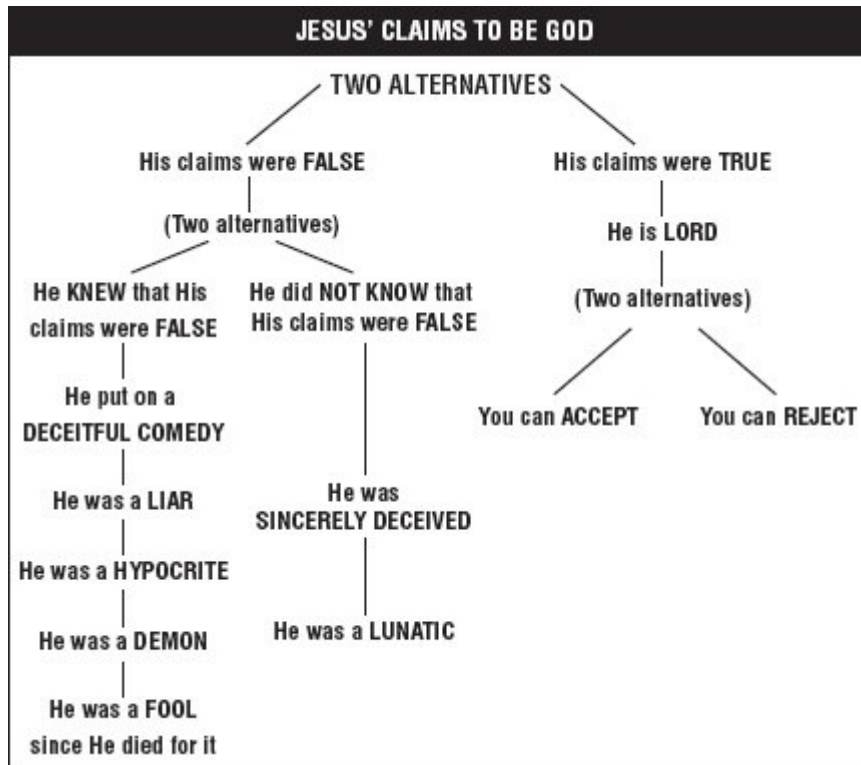 JESUS' CLAIMS TO BE GOD
TWO ALTERNATIVES
His claims were FALSE
(Two alternatives)
He KNEW that His
claims were FALSE
He put on a
DECEITFUL COMEDY
He was a LIAR
He was a HYPOCRITE
He was a DEMON
He was a FOOL
since He died for it
He did NOT KNOW that
His claims were FALSE
He was
SINCERELY DECEIVED
He was a LUNATIC
His claims were TRUE
He is LORD
(Two alternatives)
You can ACCEPT
You can REJECT